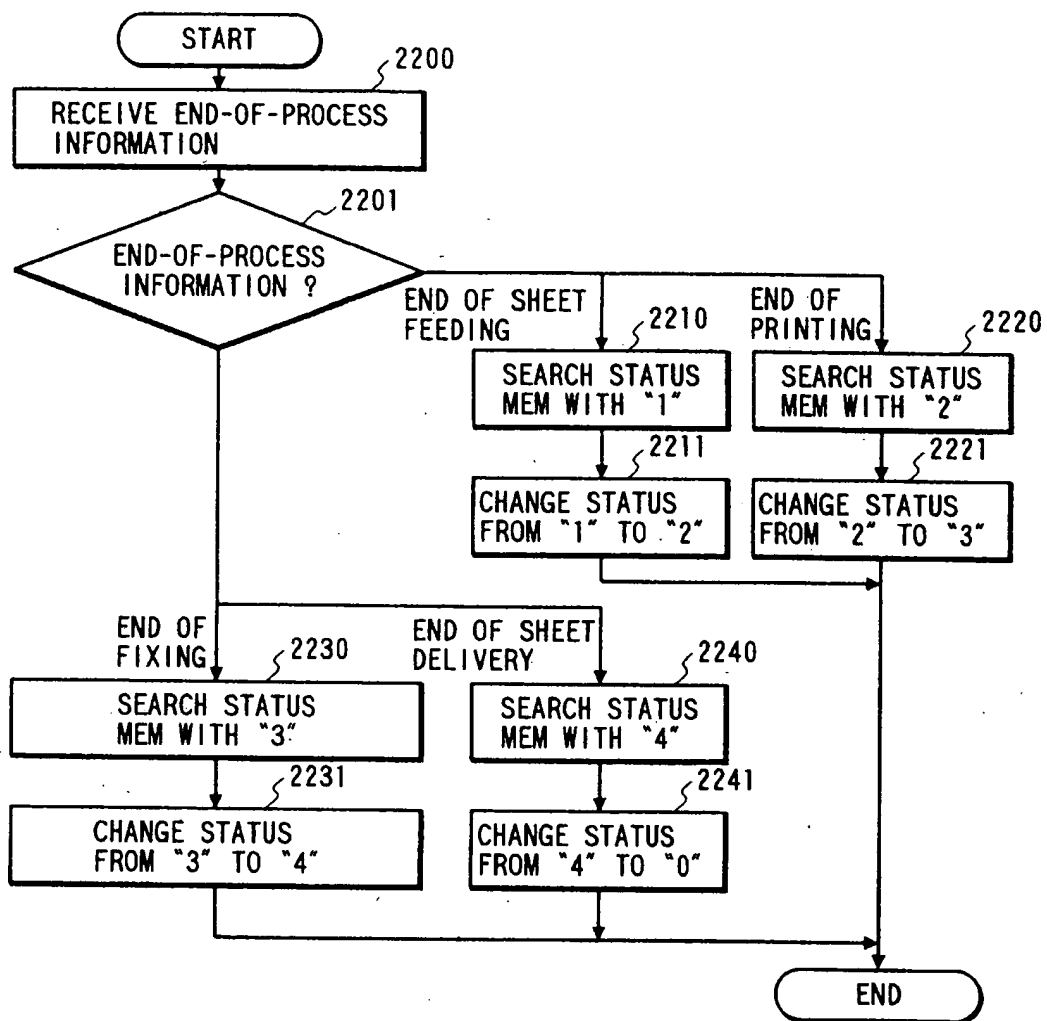 START
2200
RECEIVE END-OF-PROCESS
INFORMATION
2201
END-OF-PROCESS
INFORMATION ?
END OF SHEET
FEEDING
2210
SEARCH STATUS
MEM WITH "1"
2211
CHANGE STATUS
FROM "1" TO "2"
END OF
PRINTING
2220
SEARCH STATUS
MEM WITH "2"
2221
CHANGE STATUS
FROM "2" TO "3"
END OF
FIXING
2230
SEARCH STATUS
MEM WITH "3"
2231
CHANGE STATUS
FROM "3" TO "4"
END OF SHEET
DELIVERY
2240
SEARCH STATUS
MEM WITH "4"
2241
CHANGE STATUS
FROM "4" TO "0"
END